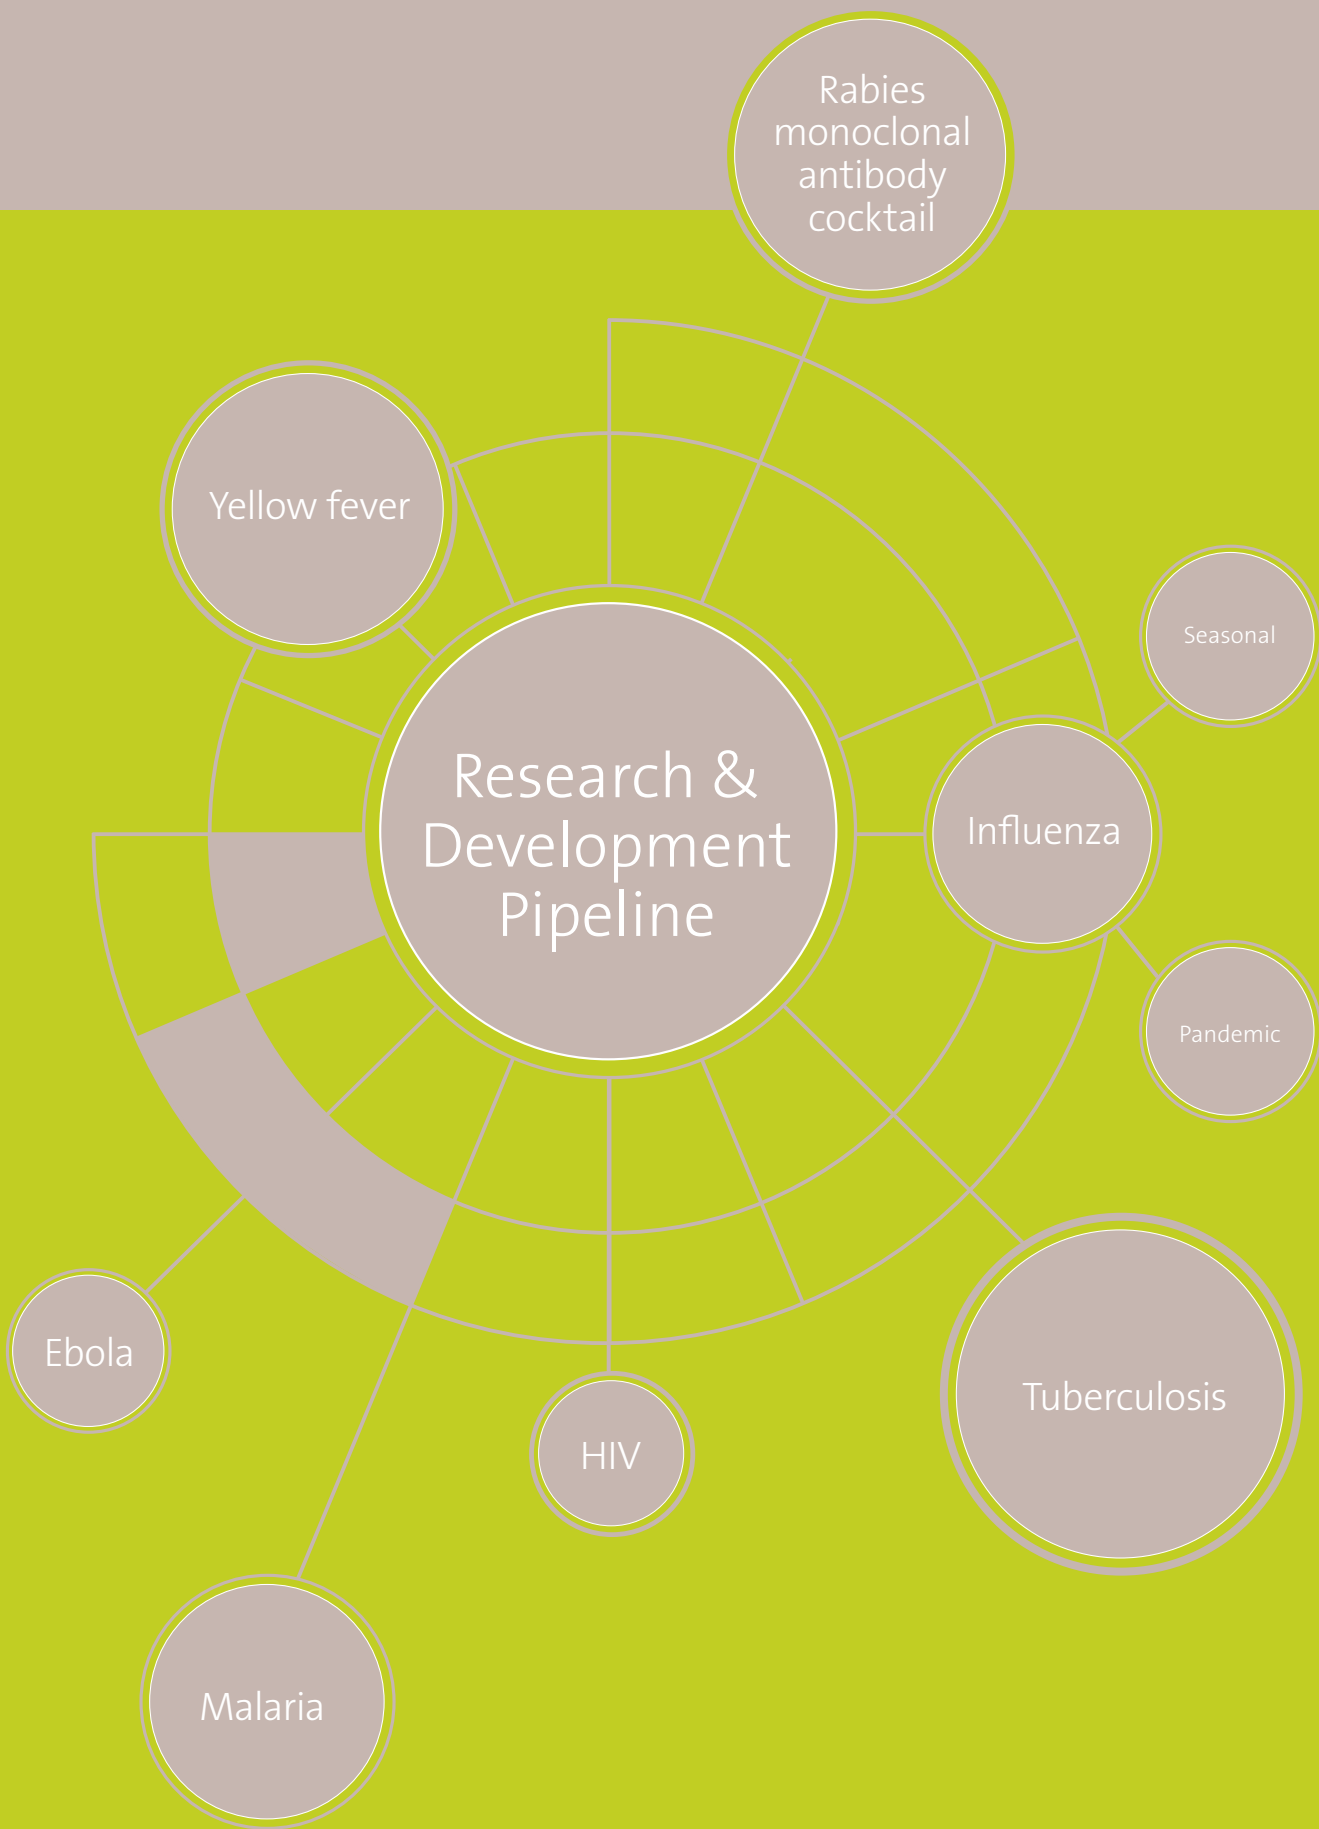 Rabies
monoclonal
antibody
cocktail
Yellow fever
Seasonal
Research &
Development
Pipeline
Influenza
Pandemic
Ebola
HIV
Tuberculosis
Malaria